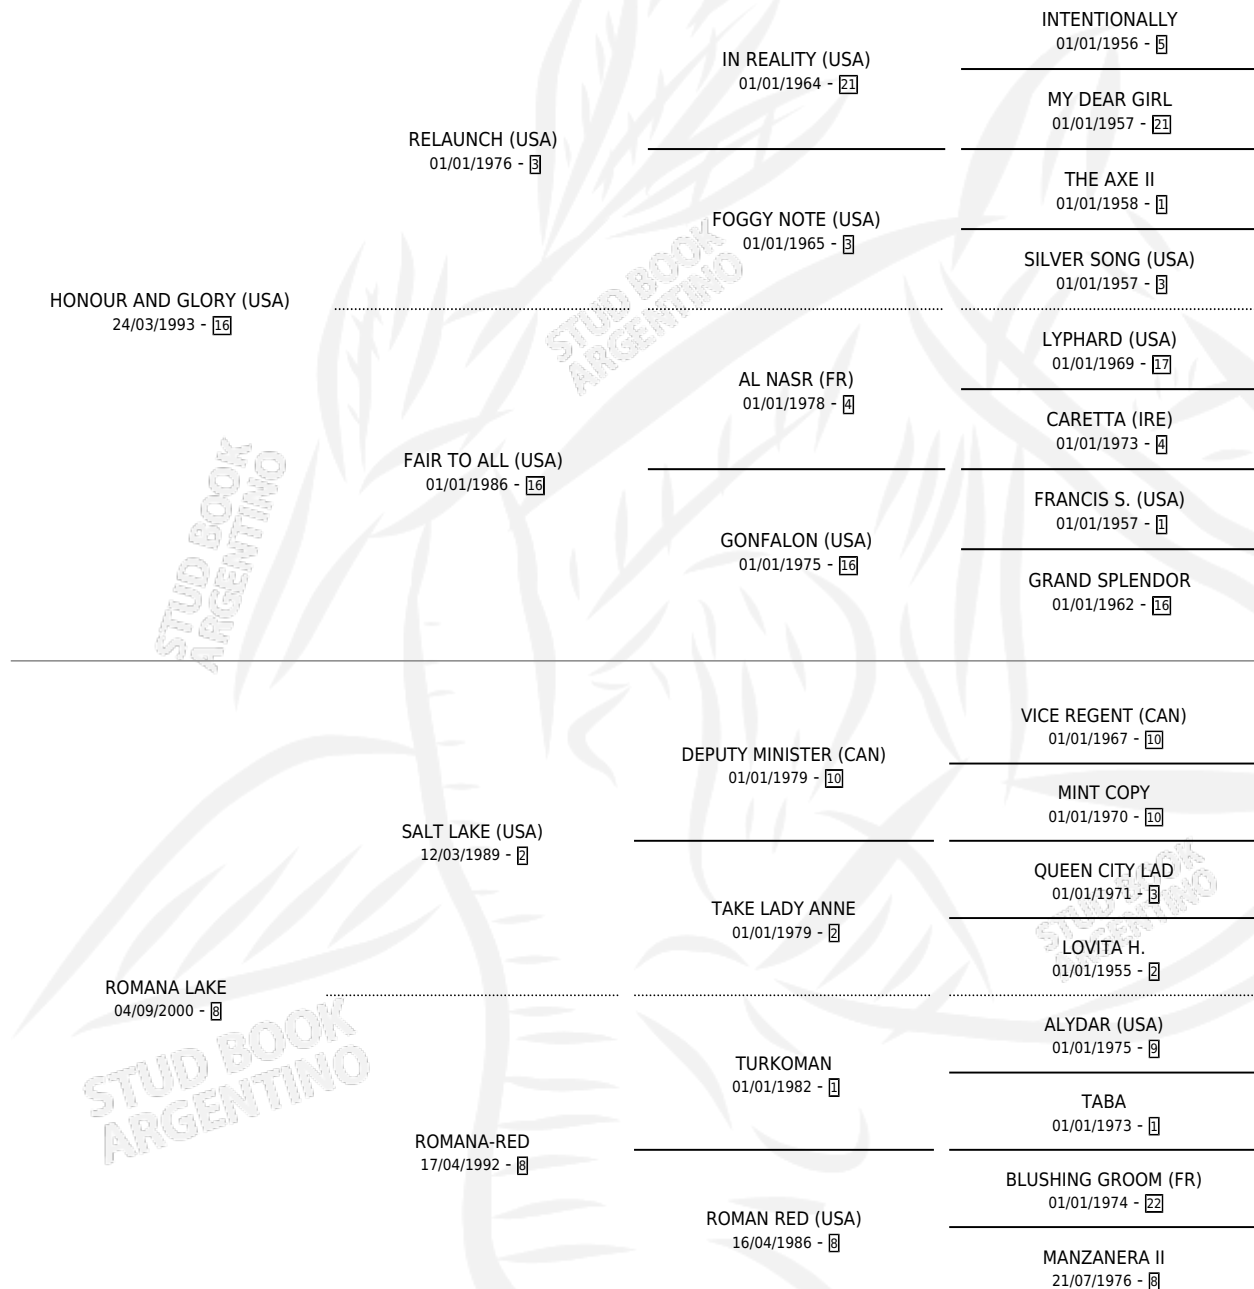 INTENTIONALLY
01/01/1956 - 5
IN REALITY (USA)
01/01/1964 - 21
MY DEAR GIRL
01/01/1957 - 21
RELAUNCH (USA)
01/01/1976 - 3
THE AXE II
01/01/1958 - 1
FOGGY NOTE (USA)
01/01/1965 - 3
SILVER SONG (USA)
01/01/1957 - 3
HONOUR AND GLORY (USA)
24/03/1993 - 16
LYPHARD (USA)
01/01/1969 - 17
AL NASR (FR)
01/01/1978 - 4
CARETTA (IRE)
01/01/1973 - 4
FAIR TO ALL (USA)
01/01/1986 - 16
FRANCIS S. (USA)
01/01/1957 - 1
GONFALON (USA)
01/01/1975 - 16
GRAND SPLENDOR
01/01/1962 - 16
VICE REGENT (CAN)
01/01/1967 - 10
DEPUTY MINISTER (CAN)
01/01/1979 - 10
MINT COPY
01/01/1970 - 10
SALT LAKE (USA)
12/03/1989 - 2
QUEEN CITY LAD
01/01/1971 - 3
TAKE LADY ANNE
01/01/1979 - 2
LOVITA H.
01/01/1955 - 2
ROMANA LAKE
04/09/2000 - 8
ALYDAR (USA)
01/01/1975 - 9
TURKOMAN
01/01/1982 - 1
TABA
01/01/1973 - 1
ROMANA-RED
17/04/1992 - 8
BLUSHING GROOM (FR)
01/01/1974 - 22
ROMAN RED (USA)
16/04/1986 - 8
MANZANERA II
21/07/1976 - 8
STUD BOOK
ARGENTINO
STUD BOOK
ARGENTINO
STUD BOOK
ARGENTINO
STUD BOOK
ARGENTINO